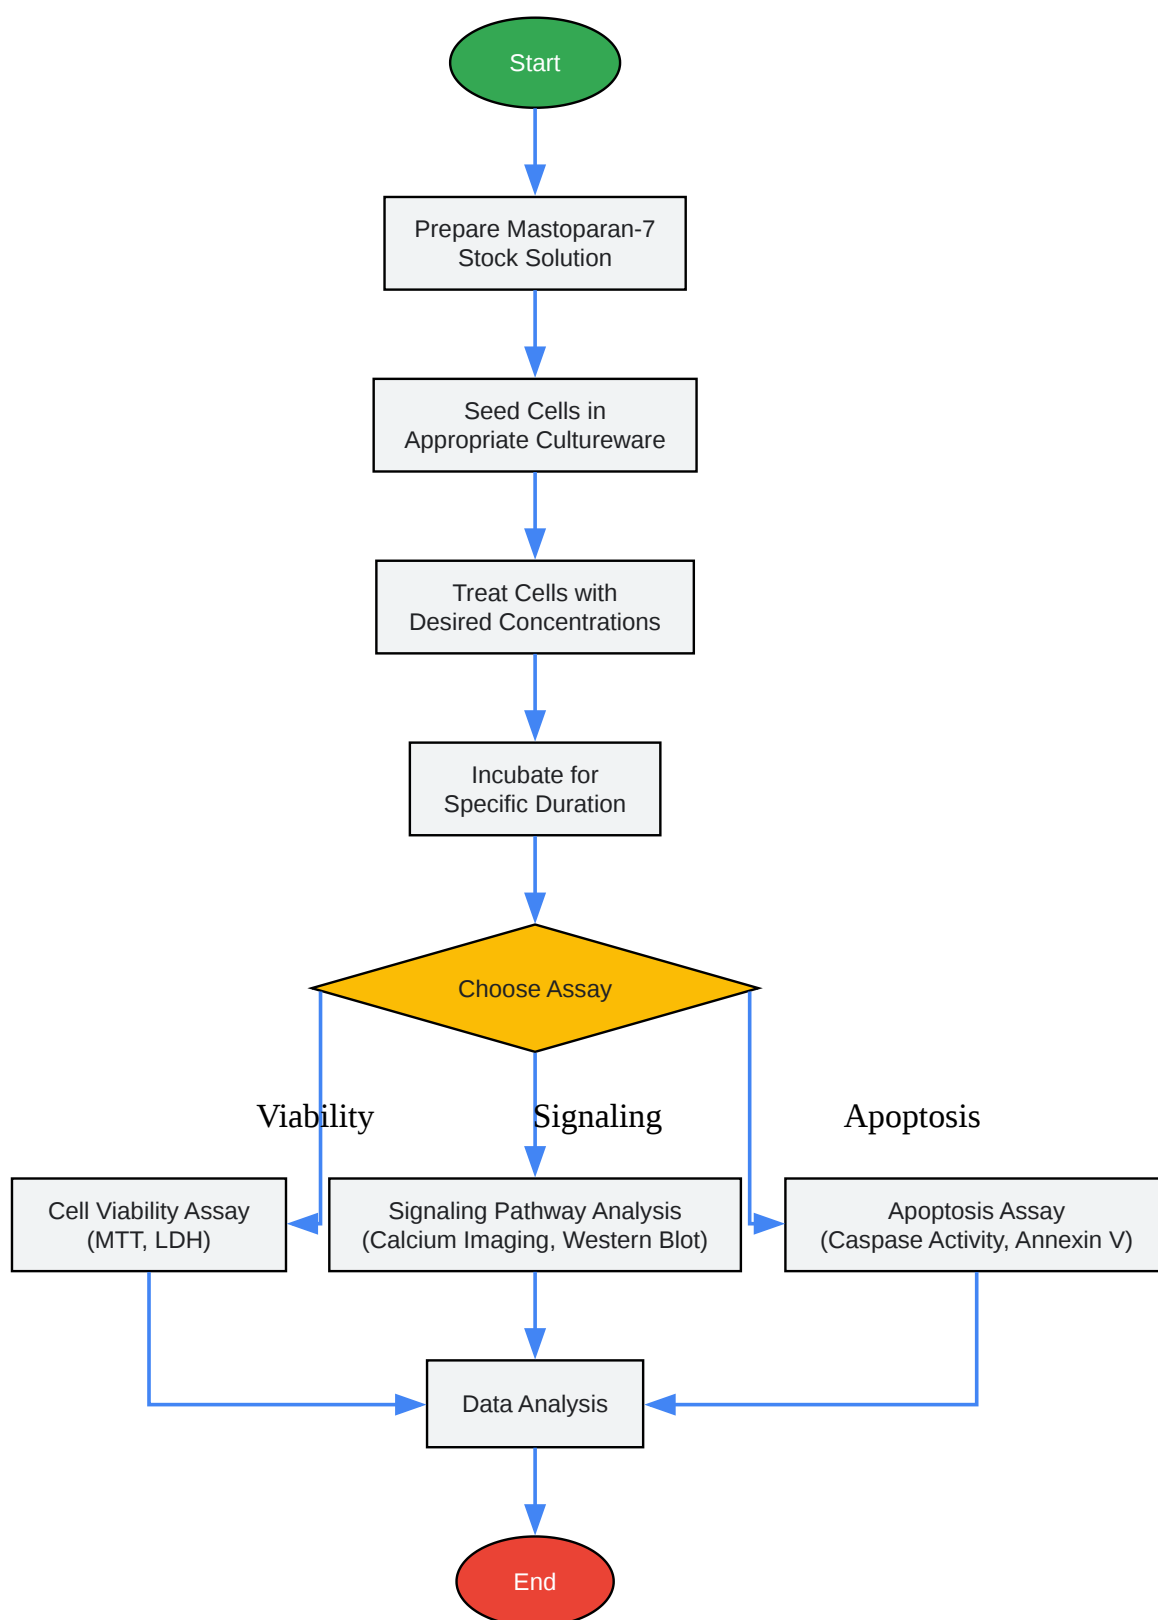 Start
Prepare Mastoparan-7
Stock Solution
Seed Cells in
Appropriate Cultureware
Treat Cells with
Desired Concentrations
Incubate for
Specific Duration
Choose Assay
Viability
Signaling
Apoptosis
Cell Viability Assay
(MTT, LDH)
Signaling Pathway Analysis
(Calcium Imaging, Western Blot)
Apoptosis Assay
(Caspase Activity, Annexin V)
Data Analysis
End